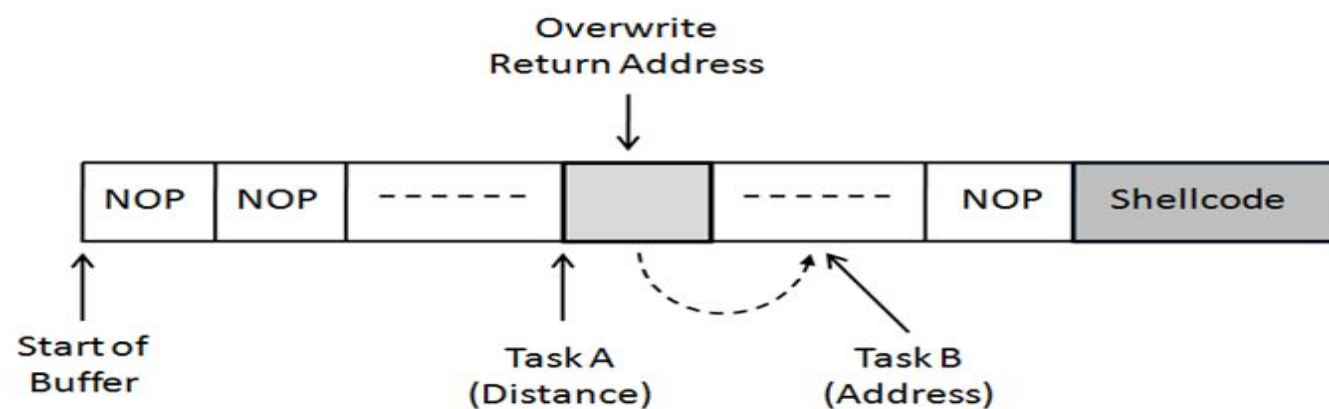 Overwrite
Return Address
NOP
NOP
NOP
Shellcode
Start of
Buffer
Task A
(Distance)
Task B
(Address)